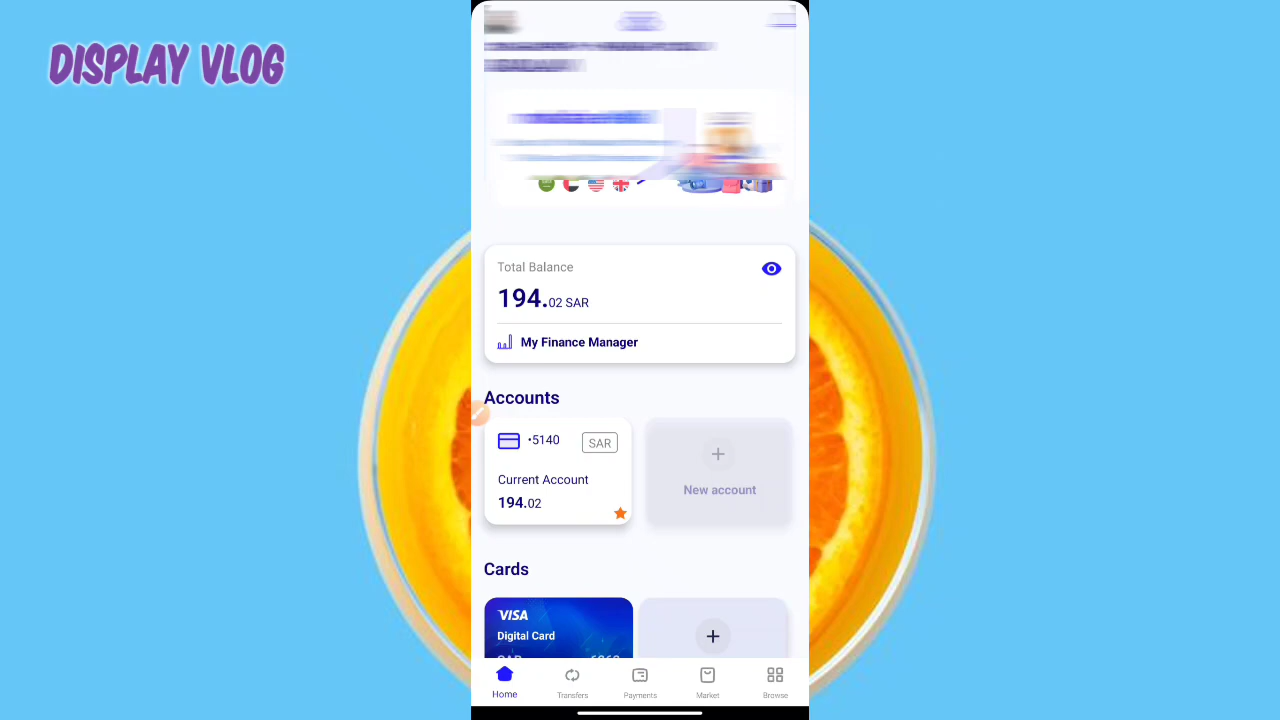 DISPLAY VLOG
Total Balance
194.02 SAR
My Finance Manager
Accounts
•5140 SAR
Current Account
194.02
New account
Cards
VISA
Digital Card
Home Transfers Payments Market Browse